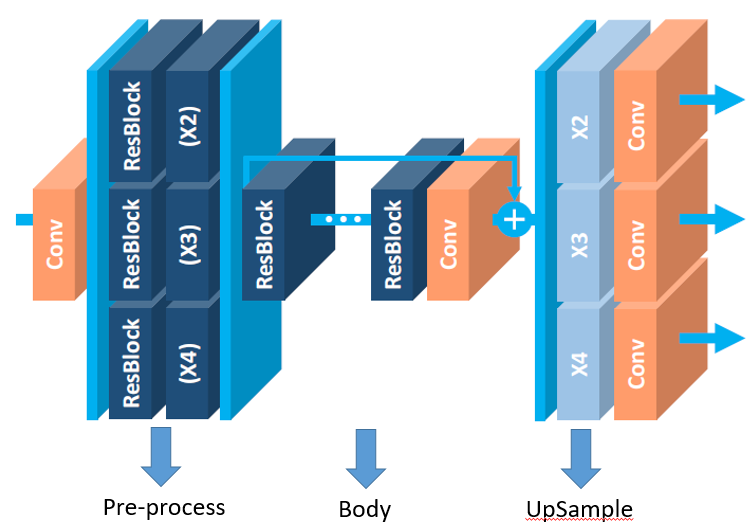 Conv
ResBlock
(X2)
ResBlock
(X3)
ResBlock
(X4)
ResBlock
ResBlock
Conv
X2
Conv
X3
Conv
X4
Conv
Pre-process
Body
UpSample